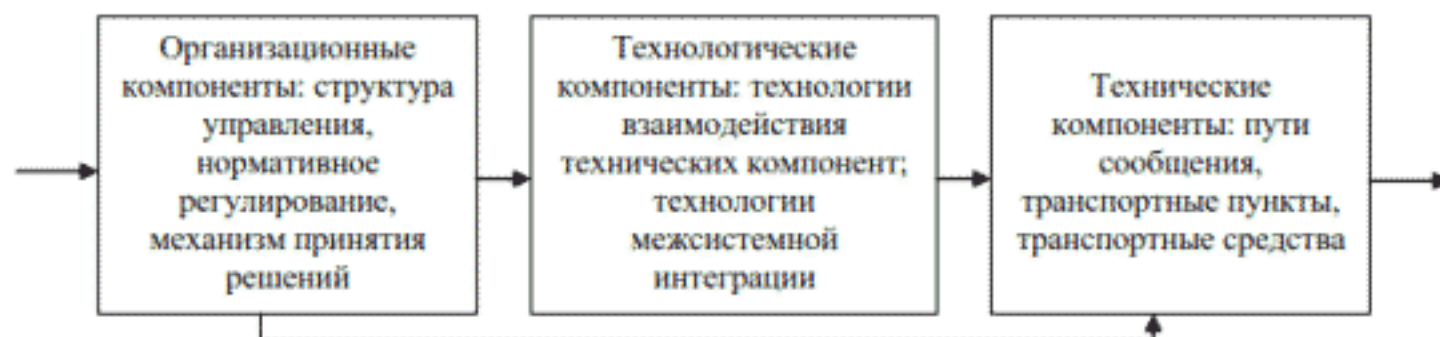 Организационные
компоненты: структура
управления,
нормативное
регулирование,
механизм принятия
решений
Технологические
компоненты: технологии
взаимодействия
технических компонент;
технологии
межсистемной
интеграции
Технические
компоненты: пути
сообщения,
транспортные пункты,
транспортные средства